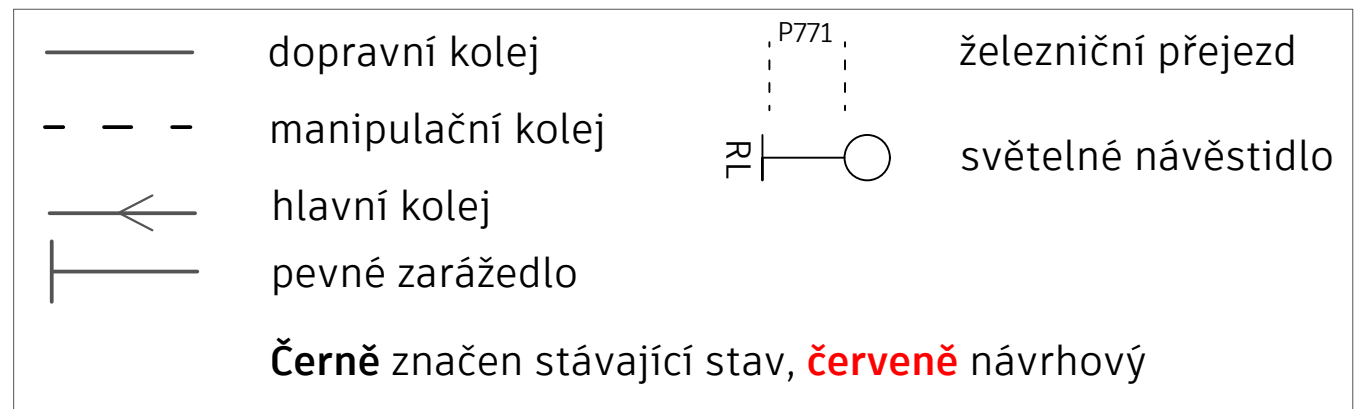 dopravní kolej
manipulační kolej
hlavní kolej
pevné zarážedlo
P771
železniční přejezd
RL
světelné návěstidlo
Černě značen stávající stav, červeně návrhový